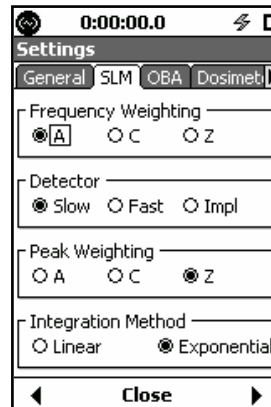 0:00:00.0
Settings
General SLM OBA Dosimet
Frequency Weighting
A C Z
Detector
Slow Fast Impl
Peak Weighting
A C Z
Integration Method
Linear Exponential
Close